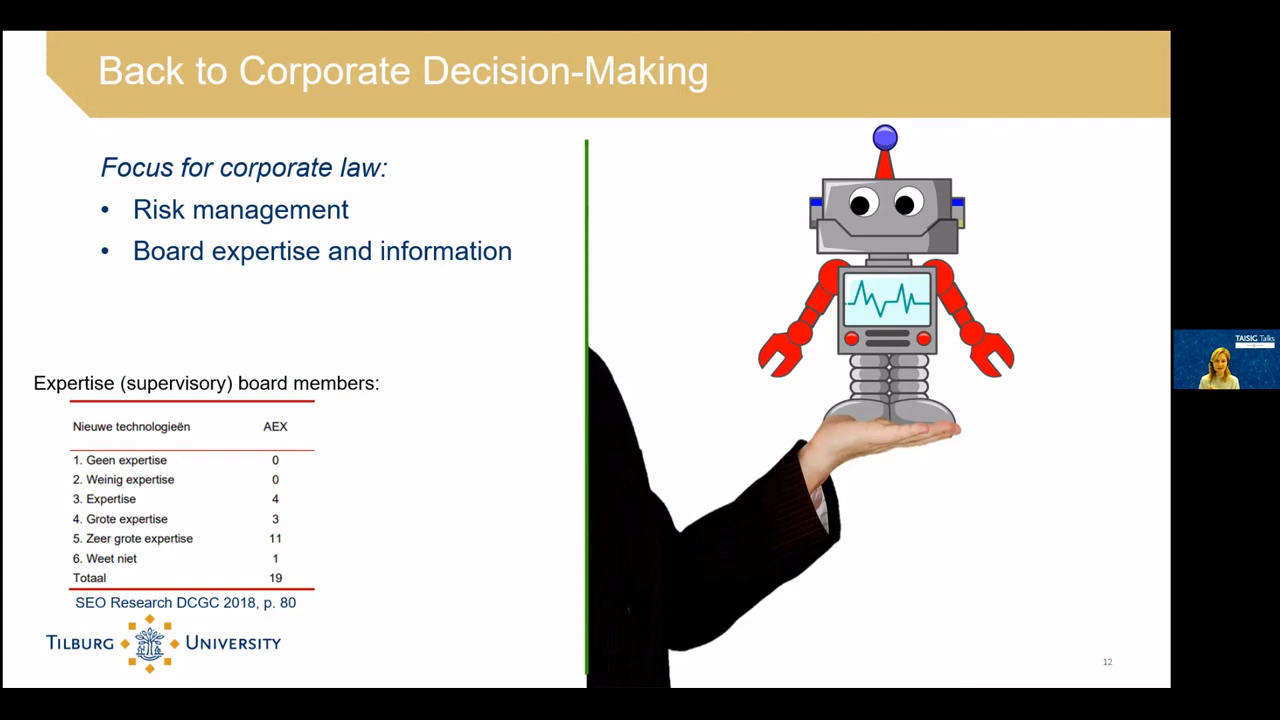 Back to Corporate Decision-Making
Focus for corporate law:
• Risk management
• Board expertise and information
Expertise (supervisory) board members:
Nieuwe technologieën AEX
1. Geen expertise 0
2. Weinig expertise 0
3. Expertise 4
4. Grote expertise 3
5. Zeer grote expertise 11
6. Weet niet 1
Totaal 19
SEO Research DCGC 2018, p. 80
TILBURG UNIVERSITY
12
TAISIG Talks